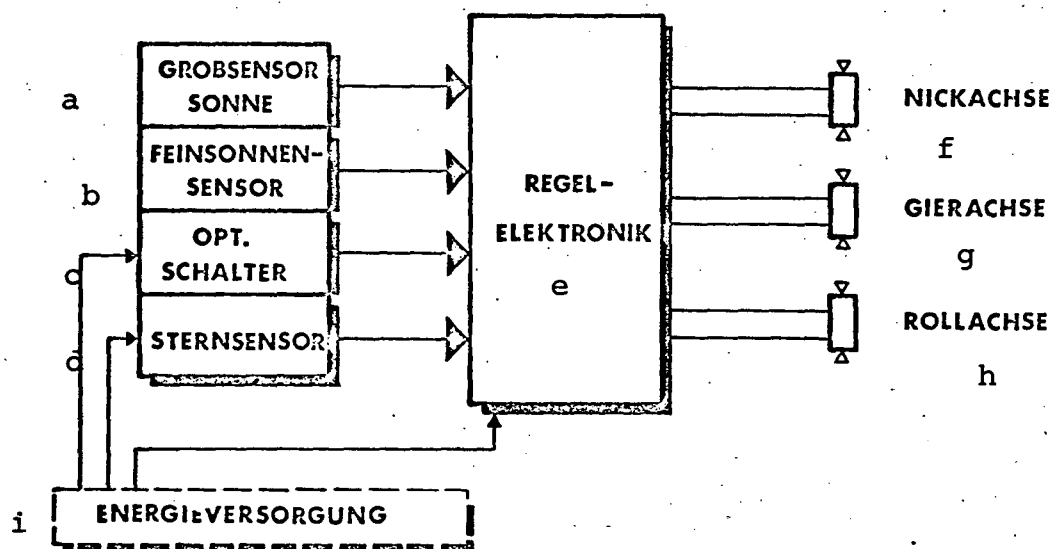 a
GROBSENSOR
SONNE
b
FEINSONNEN-
SENSOR
c
OPT.
SCHALTER
d
STERNSENSOR
REGEL-
ELEKTRONIK
e
NICKACHSE
f
GIERACHSE
g
ROLLACHSE
h
i
ENERGIEVERSORGUNG